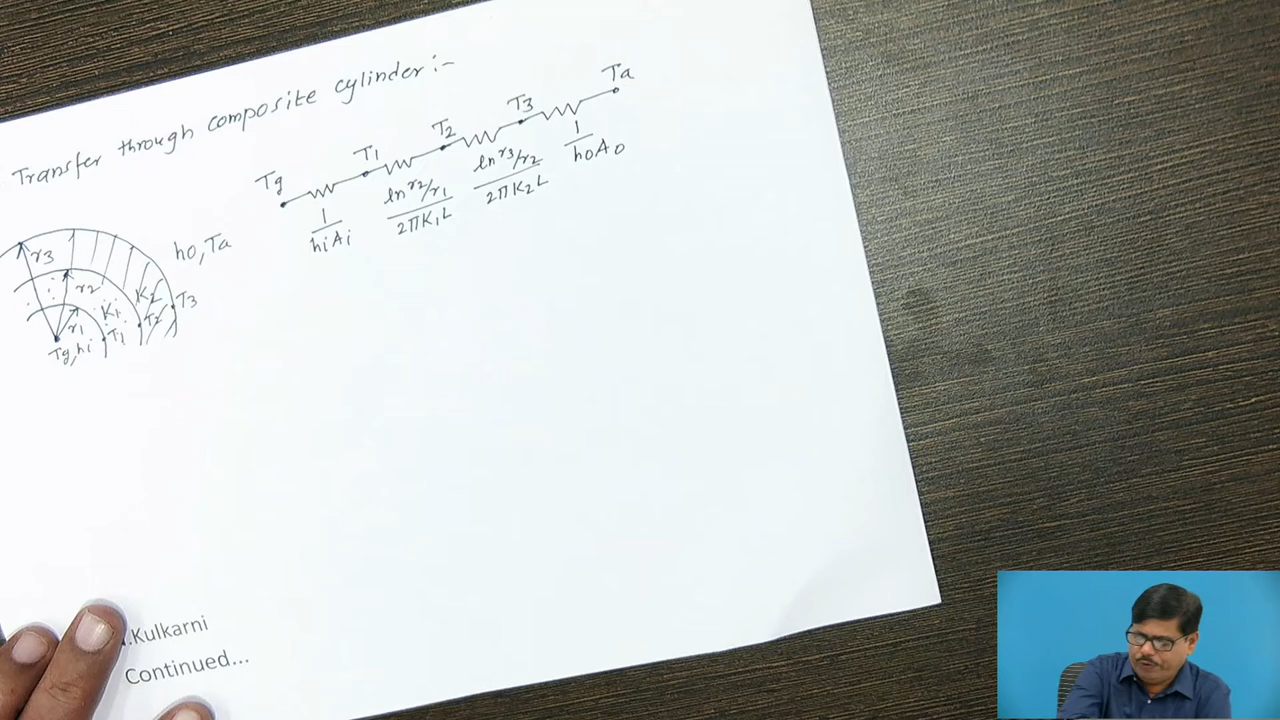 Transfer through composite cylinder :-
Tg T1 T2 T3 Ta
1/hiAi ln r2/r1 / 2πK1L ln r3/r2 / 2πK2L 1/hoAo
r3 ho, Ta
r2 K2 T3
r1 K1 T2
Tg, hi T1
.Kulkarni
Continued...